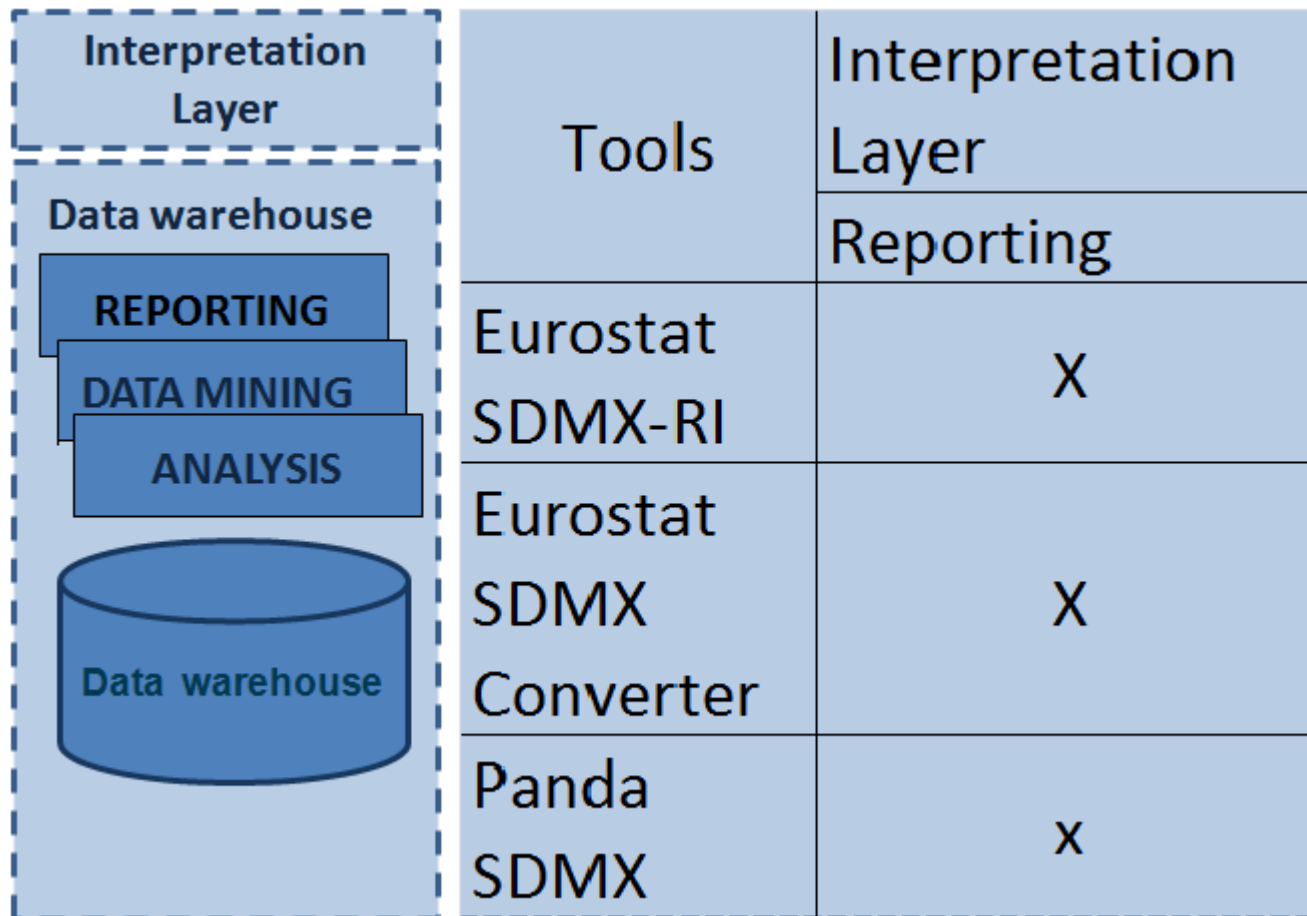 Interpretation
Layer
Data warehouse
REPORTING
DATA MINING
ANALYSIS
Data warehouse
Tools
Interpretation
Layer
Reporting
Eurostat
SDMX-RI
X
Eurostat
SDMX
Converter
X
Panda
SDMX
x